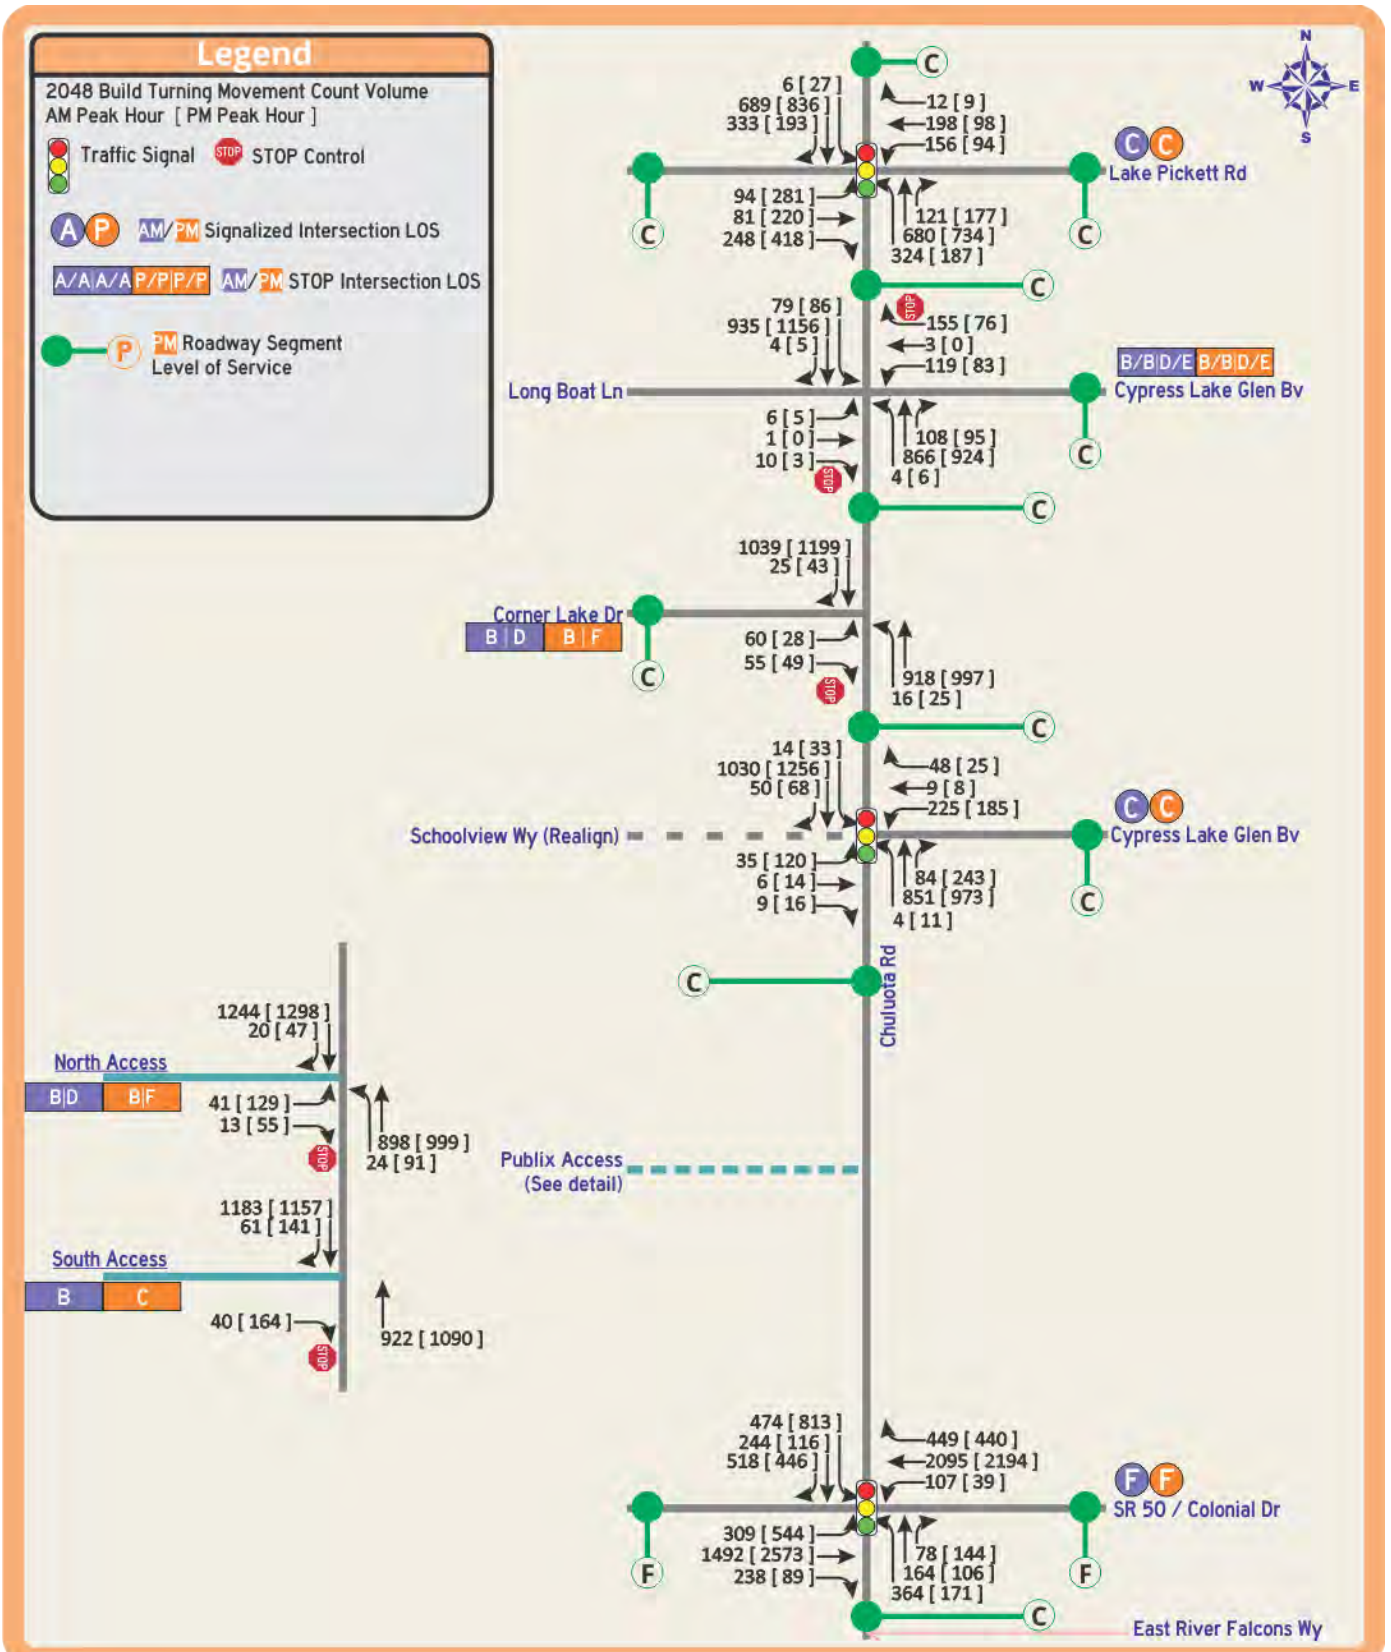 Legend
2048 Build Turning Movement Count Volume
AM Peak Hour [ PM Peak Hour ]
Traffic Signal STOP STOP Control
A P AM/PM Signalized Intersection LOS
A/A|A/A P/P|P/P AM/PM STOP Intersection LOS
P PM Roadway Segment
Level of Service
N
W E
S
C
6 [ 27 ]
689 [ 836 ]
333 [ 193 ]
12 [ 9 ]
198 [ 98 ]
156 [ 94 ]
C C
Lake Pickett Rd
C
C
94 [ 281 ]
81 [ 220 ]
248 [ 418 ]
121 [ 177 ]
680 [ 734 ]
324 [ 187 ]
C
79 [ 86 ]
935 [ 1156 ]
4 [ 5 ]
STOP
155 [ 76 ]
3 [ 0 ]
119 [ 83 ]
B/B|D/E B/B|D/E
Cypress Lake Glen Bv
Long Boat Ln
C
6 [ 5 ]
1 [ 0 ]
10 [ 3 ]
STOP
108 [ 95 ]
866 [ 924 ]
4 [ 6 ]
C
1039 [ 1199 ]
25 [ 43 ]
Corner Lake Dr
B|D B|F
C
60 [ 28 ]
55 [ 49 ]
STOP
918 [ 997 ]
16 [ 25 ]
C
14 [ 33 ]
1030 [ 1256 ]
50 [ 68 ]
48 [ 25 ]
9 [ 8 ]
225 [ 185 ]
C C
Cypress Lake Glen Bv
Schoolview Wy (Realign)
C
35 [ 120 ]
6 [ 14 ]
9 [ 16 ]
84 [ 243 ]
851 [ 973 ]
4 [ 11 ]
C
Chuluota Rd
1244 [ 1298 ]
20 [ 47 ]
North Access
B|D B|F
41 [ 129 ]
13 [ 55 ]
STOP
898 [ 999 ]
24 [ 91 ]
Publix Access
(See detail)
1183 [ 1157 ]
61 [ 141 ]
South Access
B C
40 [ 164 ]
STOP
922 [ 1090 ]
474 [ 813 ]
244 [ 116 ]
518 [ 446 ]
449 [ 440 ]
2095 [ 2194 ]
107 [ 39 ]
F F
SR 50 / Colonial Dr
F
F
309 [ 544 ]
1492 [ 2573 ]
238 [ 89 ]
78 [ 144 ]
164 [ 106 ]
364 [ 171 ]
C
East River Falcons Wy